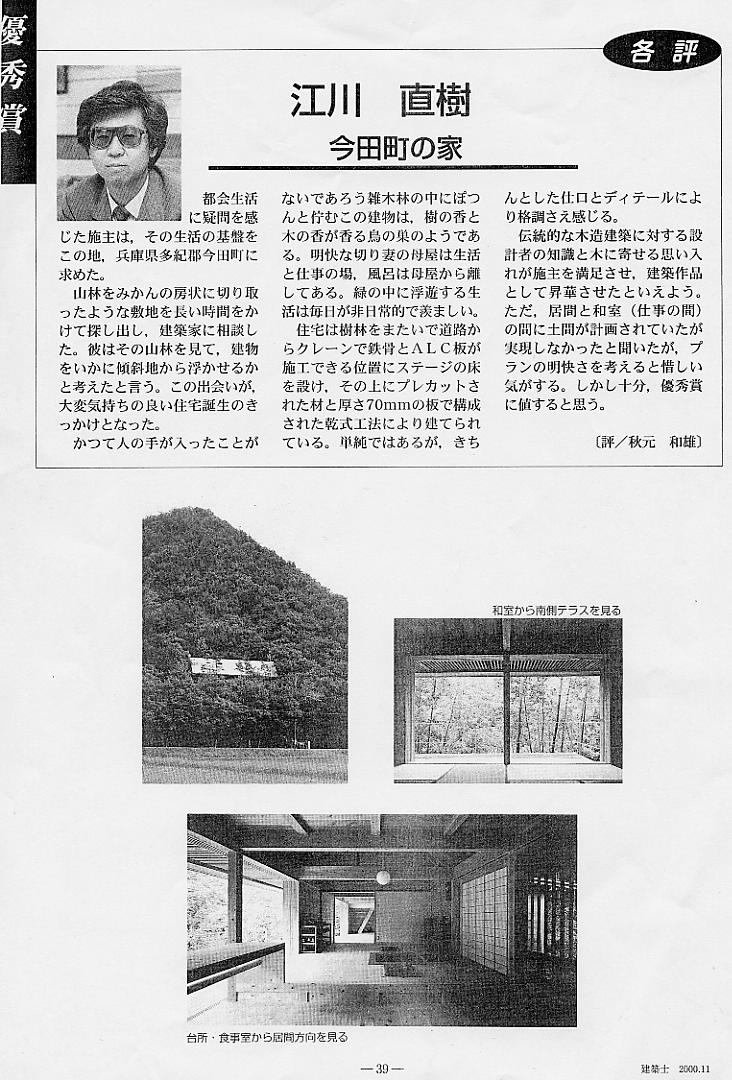 優秀賞
各評
江川　直樹
今田町の家
都会生活
に疑問を感
じた施主は，その生活の基盤を
この地，兵庫県多紀郡今田町に
求めた。
　山林をみかんの房状に切り取
ったような敷地を長い時間をか
けて探し出し，建築家に相談し
た。彼はその山林を見て，建物
をいかに傾斜地から浮かせるか
と考えたと言う。この出会いが，
大変気持ちの良い住宅誕生のき
っかけとなった。
　かつて人の手が入ったことが
ないであろう雑木林の中にぽつ
んと佇むこの建物は，樹の香と
木の香が香る鳥の巣のようであ
る。明快な切り妻の母屋は生活
と仕事の場，風呂は母屋から離
してある。緑の中に浮遊する生
活は毎日が非日常的で羨ましい。
　住宅は樹林をまたいで道路か
らクレーンで鉄骨とＡＬＣ板が
施工できる位置にステージの床
を設け，その上にプレカットさ
れた材と厚さ70mmの板で構成
された乾式工法により建てられ
ている。単純ではあるが，きち
んとした仕口とディテールによ
り格調さえ感じる。
　伝統的な木造建築に対する設
計者の知識と木に寄せる思い入
れが施主を満足させ，建築作品
として昇華させたといえよう。
ただ，居間と和室（仕事の間）
の間に土間が計画されていたが
実現しなかったと聞いたが，プ
ランの明快さを考えると惜しい
気がする。しかし十分，優秀賞
に値すると思う。
〔評／秋元　和雄〕
和室から南側テラスを見る
台所・食事室から居間方向を見る
―39―
建築士　2000.11